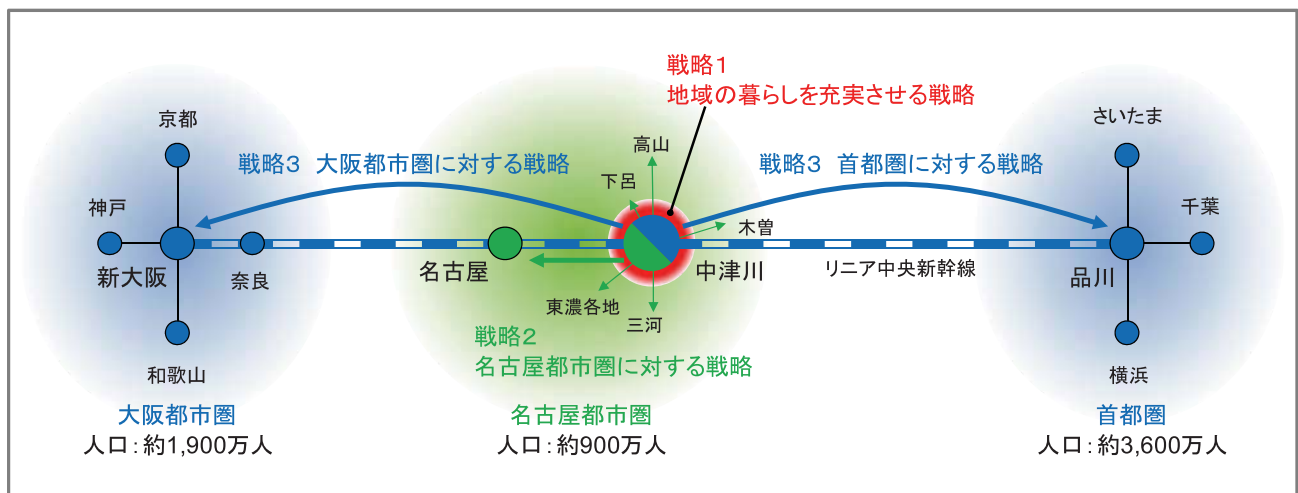 戦略1
地域の暮らしを充実させる戦略
京都
高山
さいたま
戦略3 大阪都市圏に対する戦略
戦略3 首都圏に対する戦略
下呂
神戸
千葉
木曽
新大阪
奈良
名古屋
中津川
リニア中央新幹線
品川
東濃各地
三河
戦略2
名古屋都市圏に対する戦略
和歌山
横浜
大阪都市圏
人口：約1,900万人
名古屋都市圏
人口：約900万人
首都圏
人口：約3,600万人